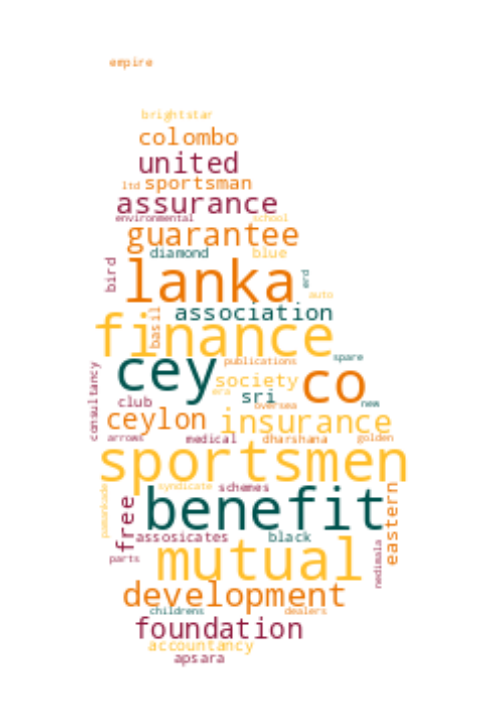 empire
brightstar
colombo
united
ltd sportsman
assurance
environmental school
guarantee
diamond blue
bird lanka erd
auto
basil association
finance
publications spare
consultancy cey society co
era
sri
club oversea new
ceylon insurance
arrows medical dharshana golden
sportsmen
pamankade syndicate schemes eastern
free benefit
assosicates black
parts mutual nedimala
development
childrens dealers
foundation
accountancy
apsara